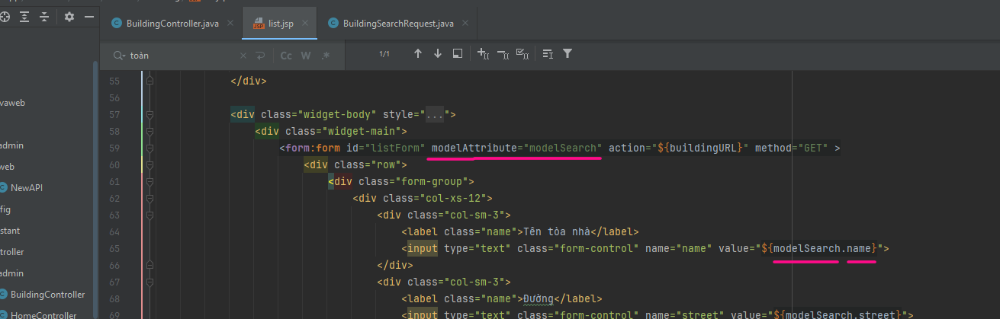 BuildingController.java
list.jsp
BuildingSearchRequest.java
toàn
Cc W .*
1/1
55 </div>
56
57 <div class="widget-body" style="...">
58 <div class="widget-main">
59 <form:form id="listForm" modelAttribute="modelSearch" action="${buildingURL}" method="GET" >
60 <div class="row">
61 <div class="form-group">
62 <div class="col-xs-12">
63 <div class="col-sm-3">
64 <label class="name">Tên tòa nhà</label>
65 <input type="text" class="form-control" name="name" value="${modelSearch.name}">
66 </div>
67 <div class="col-sm-3">
68 <label class="name">Đường</label>
69 <input type="text" class="form-control" name="street" value="${modelSearch.street}">
vaweb
admin
web
NewAPI
fig
stant
troller
admin
BuildingController
HomeController